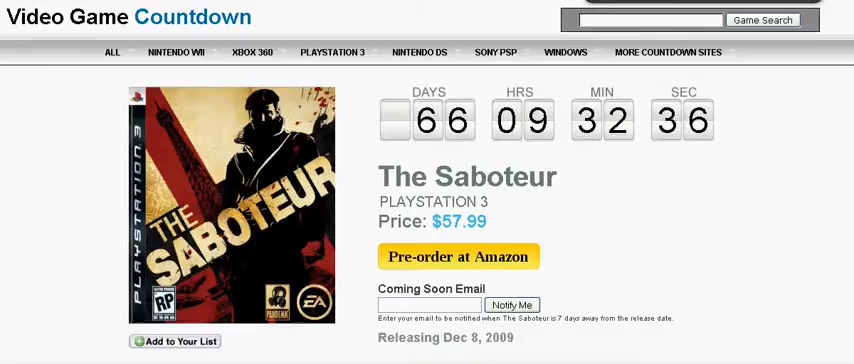 Video Game Countdown
Game Search
ALL NINTENDO WII XBOX 360 PLAYSTATION 3 NINTENDO DS SONY PSP WINDOWS MORE COUNTDOWN SITES
DAYS HRS MIN SEC
66 09 32 36
PLAYSTATION 3
THE
SABOTEUR
RP
PANDEMIC
EA
The Saboteur
PLAYSTATION 3
Price: $57.99
Pre-order at Amazon
Coming Soon Email
Notify Me
Enter your email to be notified when The Saboteur is 7 days away from the release date.
Releasing Dec 8, 2009
Add to Your List